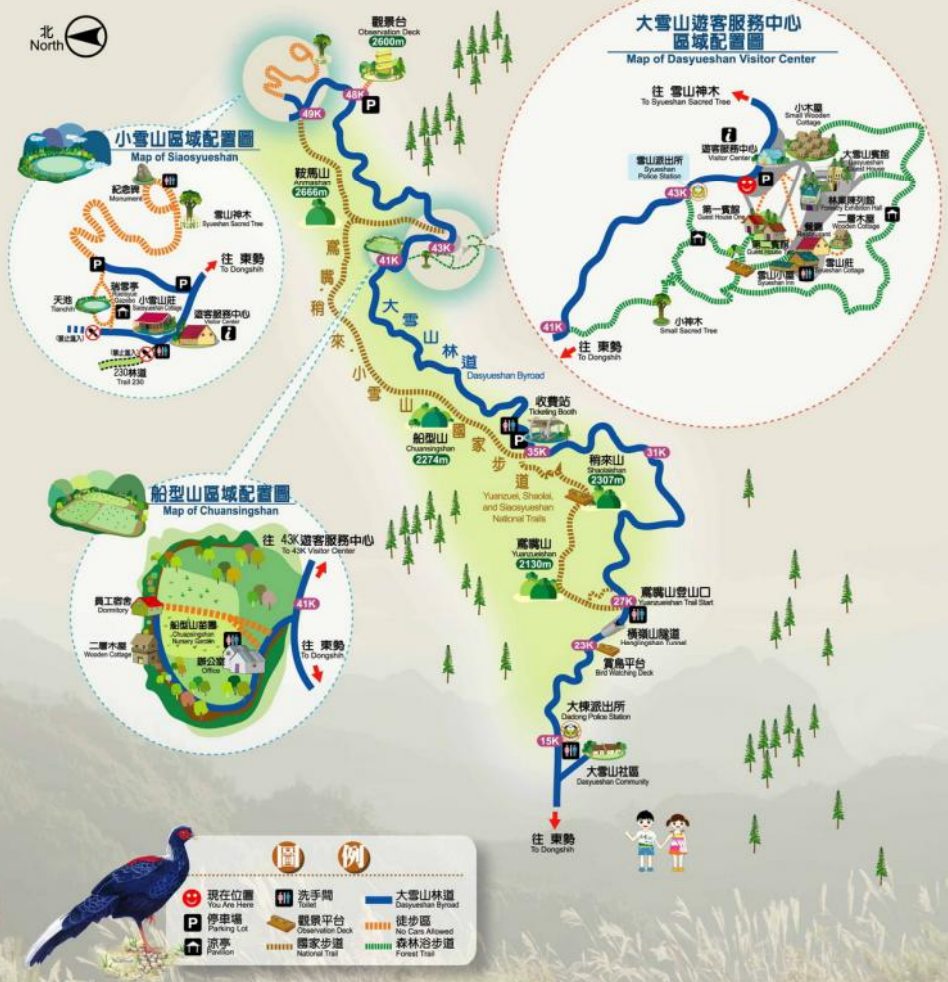 北
North
觀景台
Observation Deck
2600m
48K
49K
鞍馬山
Anmashan
2666m
43K
41K
鳶嘴稍來小雪山國家步道
Yuanzuei, Shaolai,
and Siaosyueshan
National Trails
大雪山林道
Dasyueshan Byroad
船型山
Chuansingshan
2274m
收費站
Ticketing Booth
35K
31K
稍來山
Shaolaishan
2307m
鳶嘴山
Yuanzueishan
2130m
27K
鳶嘴山登山口
Yuanzueishan Trail Start
橫嶺山隧道
Henglingshan Tunnel
23K
賞鳥平台
Bird Watching Deck
大棟派出所
Dadong Police Station
15K
大雪山社區
Dasyueshan Community
往 東勢
To Dongshih
小雪山區域配置圖
Map of Siaosyueshan
紀念碑
Monument
雪山神木
Syueshan Sacred Tree
往 東勢
To Dongshih
P
P
瑞雪亭
Gazebo
天池
Tianchih
小雪山莊
Siaosyueshan Cottage
遊客服務中心
Visitor Center
(禁止進入)
(禁止進入)
230林道
Trail 230
船型山區域配置圖
Map of Chuansingshan
往 43K遊客服務中心
To 43K Visitor Center
41K
員工宿舍
Dormitory
船型山苗圃
Chuansingshan
Nursery Garden
二層木屋
Wooden Cottage
辦公室
Office
往 東勢
To Dongshih
大雪山遊客服務中心
區域配置圖
Map of Dasyueshan Visitor Center
往 雪山神木
To Syueshan Sacred Tree
小木屋
Small Wooden
Cottage
遊客服務中心
Visitor Center
雪山派出所
Syueshan
Police Station
43K
P
大雪山賓館
Dasyueshan
Guest House
林業陳列館
Forestry Exhibition Hall
第一賓館
Guest House One
餐廳
Restaurant
二層木屋
Wooden Cottage
第二賓館
雪山莊
Syueshan Cottage
雪山小屋
Syueshan Inn
小神木
Small Sacred Tree
41K
往 東勢
To Dongshih
圖 例
現在位置
You Are Here
洗手間
Toilet
大雪山林道
Dasyueshan Byroad
P
停車場
Parking Lot
觀景平台
Observation Deck
徒步區
No Cars Allowed
涼亭
Pavilion
國家步道
National Trail
森林浴步道
Forest Trail